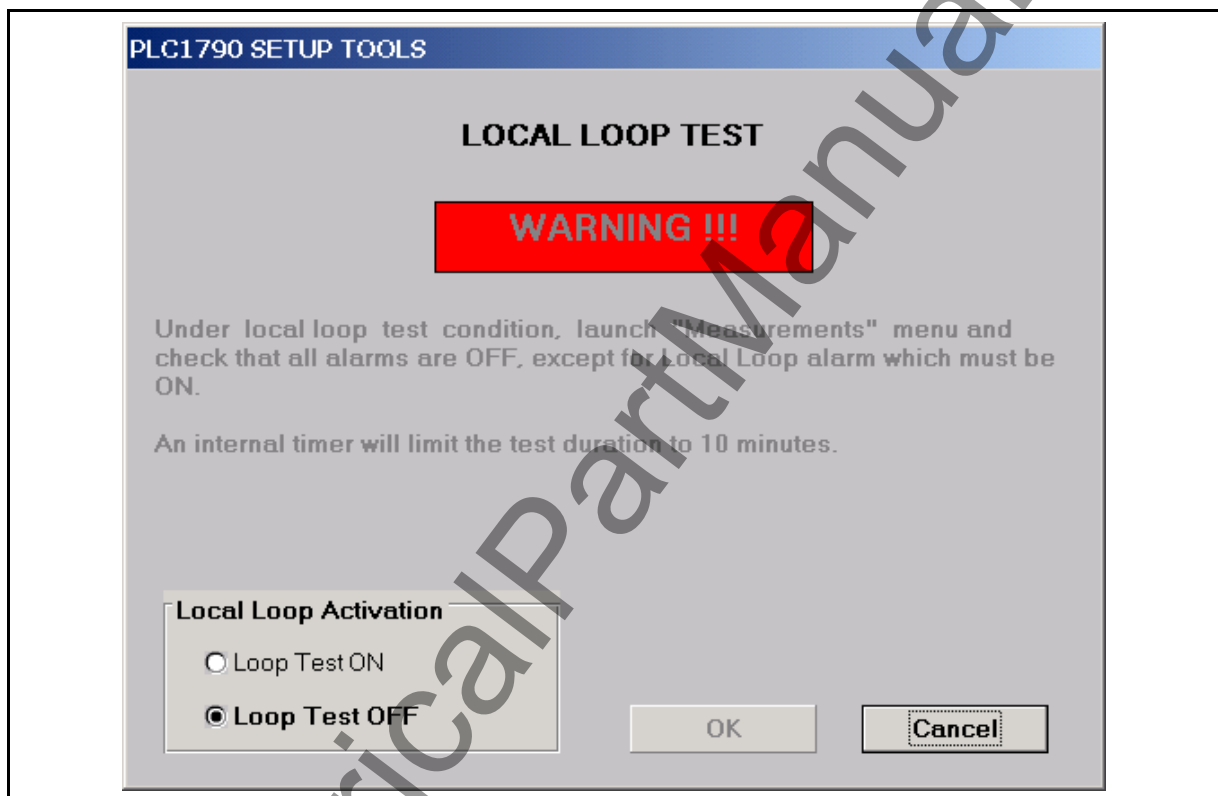 PLC1790 SETUP TOOLS
LOCAL LOOP TEST
WARNING !!!
Under local loop test condition, launch "Measurements" menu and
check that all alarms are OFF, except for Local Loop alarm which must be
ON.
An internal timer will limit the test duration to 10 minutes.
Local Loop Activation
Loop Test ON
Loop Test OFF
OK
Cancel